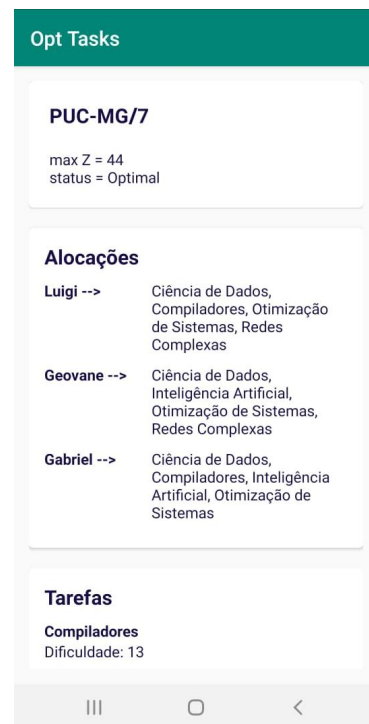 Opt Tasks
PUC-MG/7
max Z = 44
status = Optimal
Alocações
Luigi -->
Ciência de Dados,
Compiladores, Otimização
de Sistemas, Redes
Complexas
Geovane -->
Ciência de Dados,
Inteligência Artificial,
Otimização de Sistemas,
Redes Complexas
Gabriel -->
Ciência de Dados,
Compiladores, Inteligência
Artificial, Otimização de
Sistemas
Tarefas
Compiladores
Dificuldade: 13